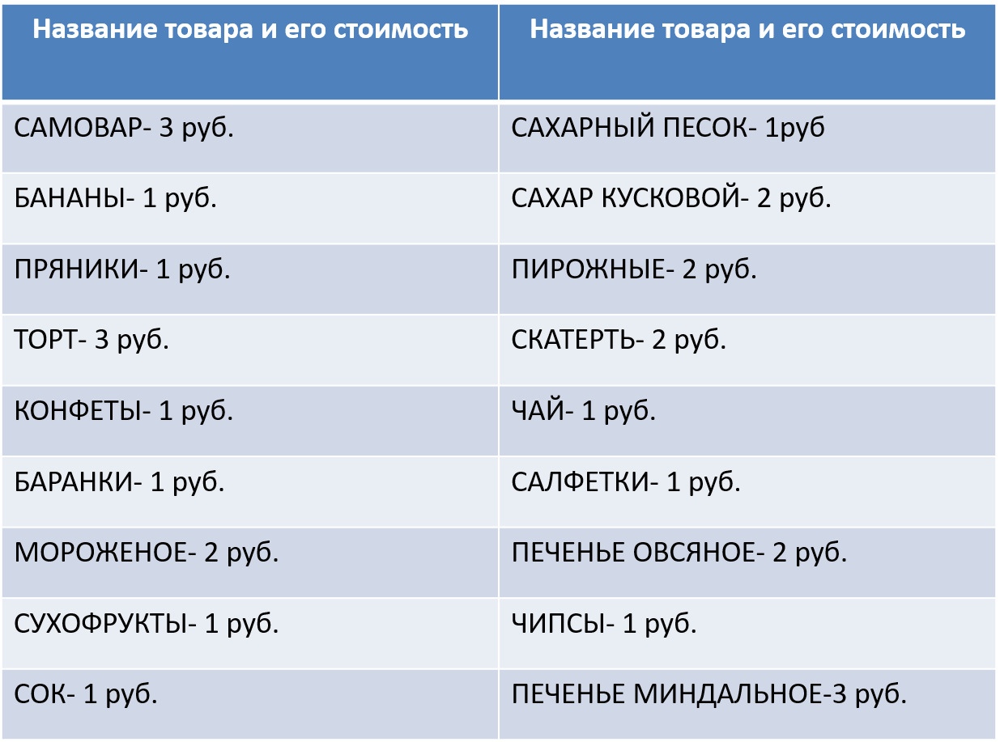 Название товара и его стоимость Название товара и его стоимость
САМОВАР- 3 руб. САХАРНЫЙ ПЕСОК- 1руб
БАНАНЫ- 1 руб. САХАР КУСКОВОЙ- 2 руб.
ПРЯНИКИ- 1 руб. ПИРОЖНЫЕ- 2 руб.
ТОРТ- 3 руб. СКАТЕРТЬ- 2 руб.
КОНФЕТЫ- 1 руб. ЧАЙ- 1 руб.
БАРАНКИ- 1 руб. САЛФЕТКИ- 1 руб.
МОРОЖЕНОЕ- 2 руб. ПЕЧЕНЬЕ ОВСЯНОЕ- 2 руб.
СУХОФРУКТЫ- 1 руб. ЧИПСЫ- 1 руб.
СОК- 1 руб. ПЕЧЕНЬЕ МИНДАЛЬНОЕ-3 руб.